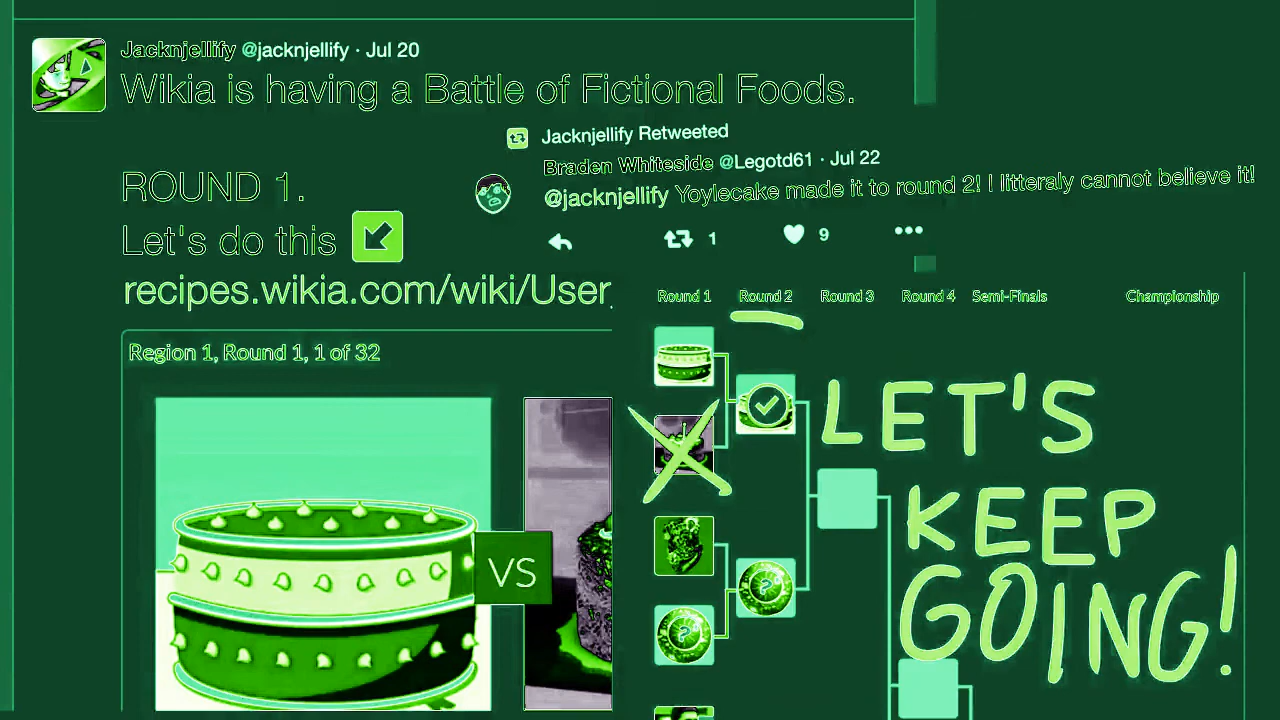 Jacknjellify @jacknjellify · Jul 20
Wikia is having a Battle of Fictional Foods.
Jacknjellify Retweeted
Braden Whiteside @Legotd61 · Jul 22
@jacknjellify Yoylecake made it to round 2! I litteraly cannot believe it!
1 9
ROUND 1.
Let's do this
recipes.wikia.com/wiki/User
Region 1, Round 1, 1 of 32
VS
Round 1 Round 2 Round 3 Round 4 Semi-Finals Championship
LET'S
KEEP
GOING!
?
?